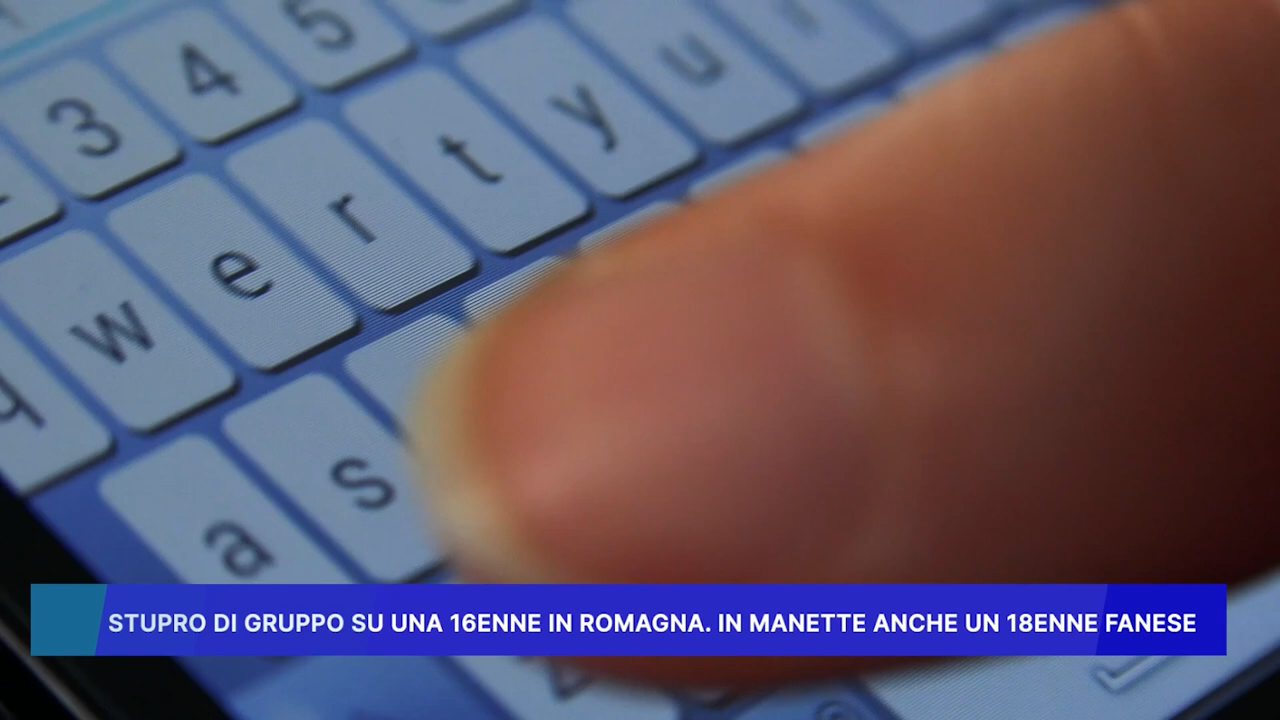 3 4 5
w e r t y u
a s
STUPRO DI GRUPPO SU UNA 16ENNE IN ROMAGNA. IN MANETTE ANCHE UN 18ENNE FANESE